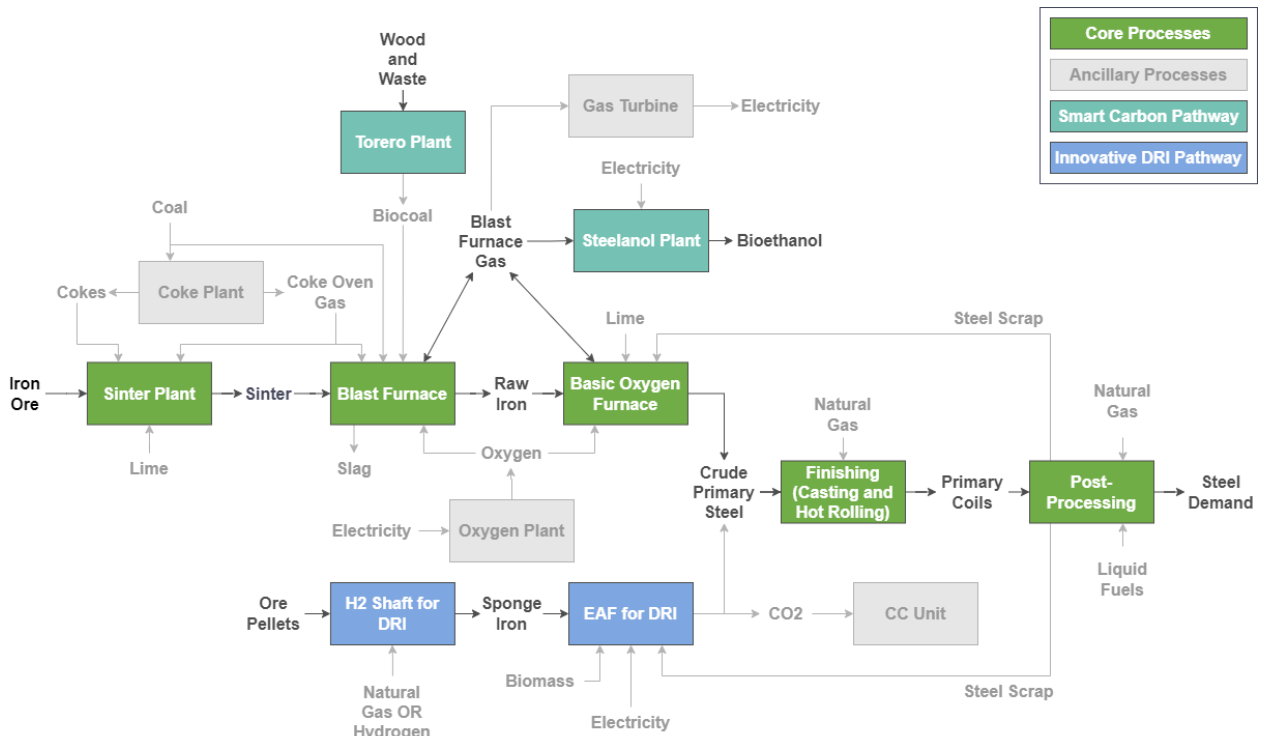 Core Processes
Ancillary Processes
Smart Carbon Pathway
Innovative DRI Pathway
Wood
and
Waste
Torero Plant
Biocoal
Gas Turbine
Electricity
Electricity
Blast
Furnace
Gas
Steelanol Plant
Bioethanol
Coal
Cokes
Coke Plant
Coke Oven
Gas
Lime
Steel Scrap
Iron
Ore
Sinter Plant
Sinter
Blast Furnace
Raw
Iron
Basic Oxygen
Furnace
Lime
Slag
Oxygen
Electricity
Oxygen Plant
Natural
Gas
Natural
Gas
Crude
Primary
Steel
Finishing
(Casting and
Hot Rolling)
Primary
Coils
Post-
Processing
Steel
Demand
Liquid
Fuels
Ore
Pellets
H2 Shaft for
DRI
Sponge
Iron
EAF for DRI
CO2
CC Unit
Natural
Gas OR
Hydrogen
Biomass
Electricity
Steel Scrap